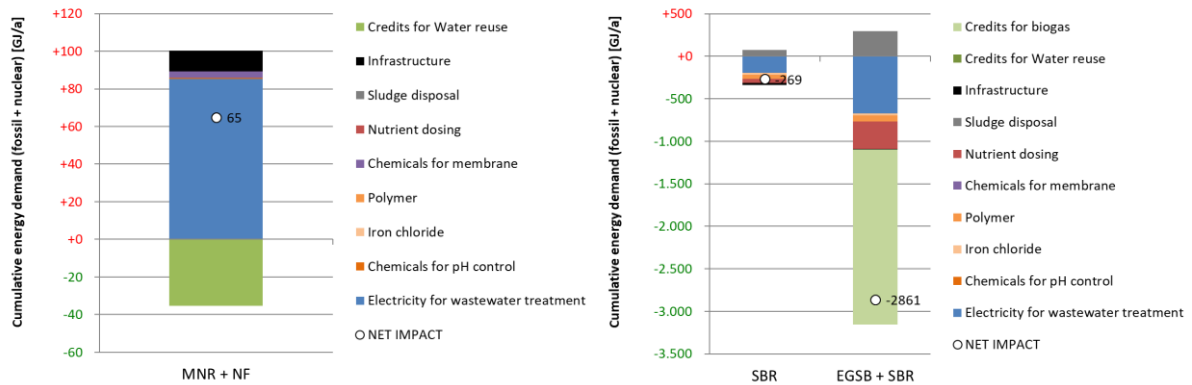 Cumulative energy demand (fossil + nuclear) [GJ/a]
+120
+100
+80
+60
+40
+20
+0
-20
-40
-60
65
MNR + NF
Credits for Water reuse
Infrastructure
Sludge disposal
Nutrient dosing
Chemicals for membrane
Polymer
Iron chloride
Chemicals for pH control
Electricity for wastewater treatment
NET IMPACT
Cumulative energy demand (fossil + nuclear) [GJ/a]
+500
+0
-500
-1.000
-1.500
-2.000
-2.500
-3.000
-3.500
-269
-2861
SBR
EGSB + SBR
Credits for biogas
Credits for Water reuse
Infrastructure
Sludge disposal
Nutrient dosing
Chemicals for membrane
Polymer
Iron chloride
Chemicals for pH control
Electricity for wastewater treatment
NET IMPACT